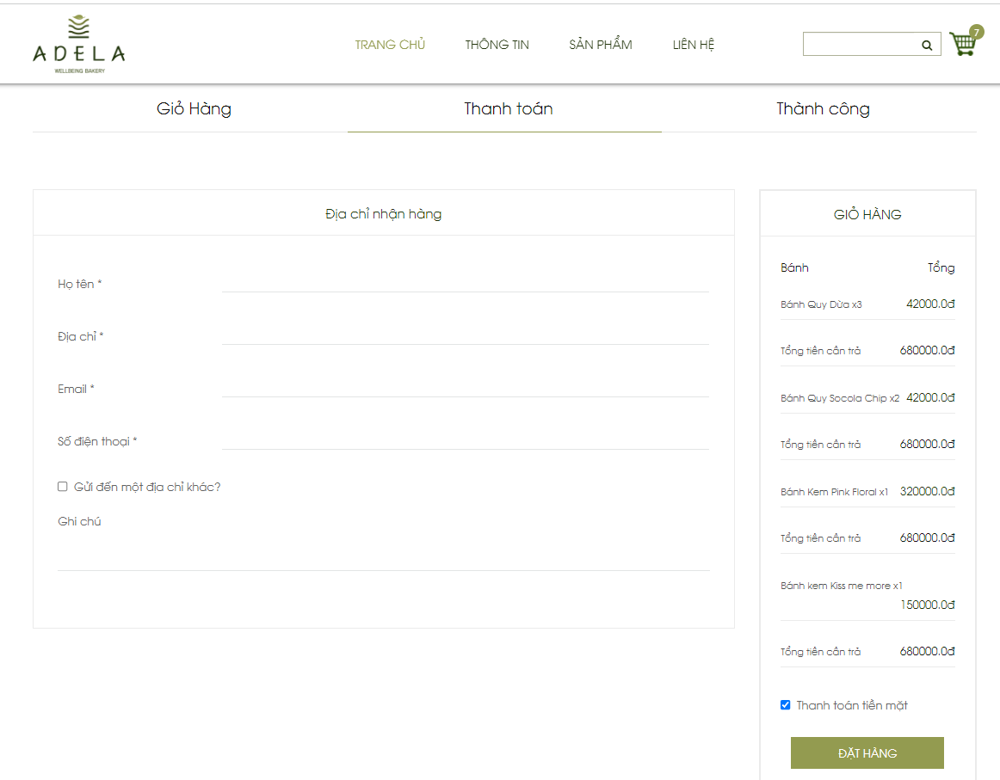 ADELA
WELLBEING BAKERY
TRANG CHỦ THÔNG TIN SẢN PHẨM LIÊN HỆ
7
Giỏ Hàng Thanh toán Thành công
Địa chỉ nhận hàng
Họ tên *
Địa chỉ *
Email *
Số điện thoại *
Gửi đến một địa chỉ khác?
Ghi chú
GIỎ HÀNG
Bánh Tổng
Bánh Quy Dừa x3 42000.0đ
Tổng tiền cần trả 680000.0đ
Bánh Quy Socola Chip x2 42000.0đ
Tổng tiền cần trả 680000.0đ
Bánh Kem Pink Floral x1 320000.0đ
Tổng tiền cần trả 680000.0đ
Bánh kem Kiss me more x1
150000.0đ
Tổng tiền cần trả 680000.0đ
Thanh toán tiền mặt
ĐẶT HÀNG